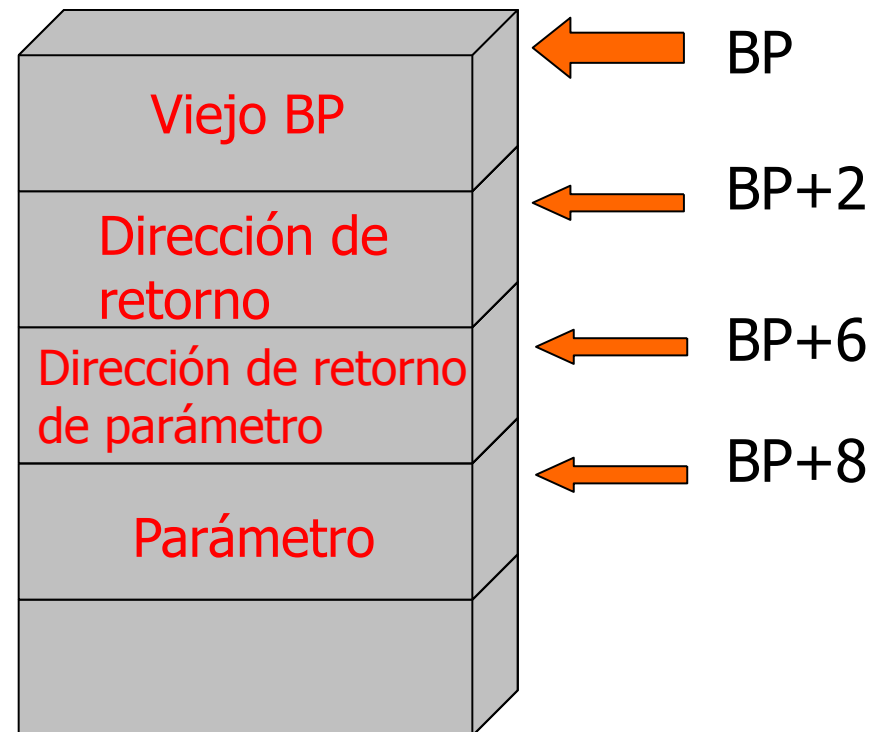 BP
Viejo BP
BP+2
Dirección de
retorno
BP+6
Dirección de retorno
de parámetro
BP+8
Parámetro